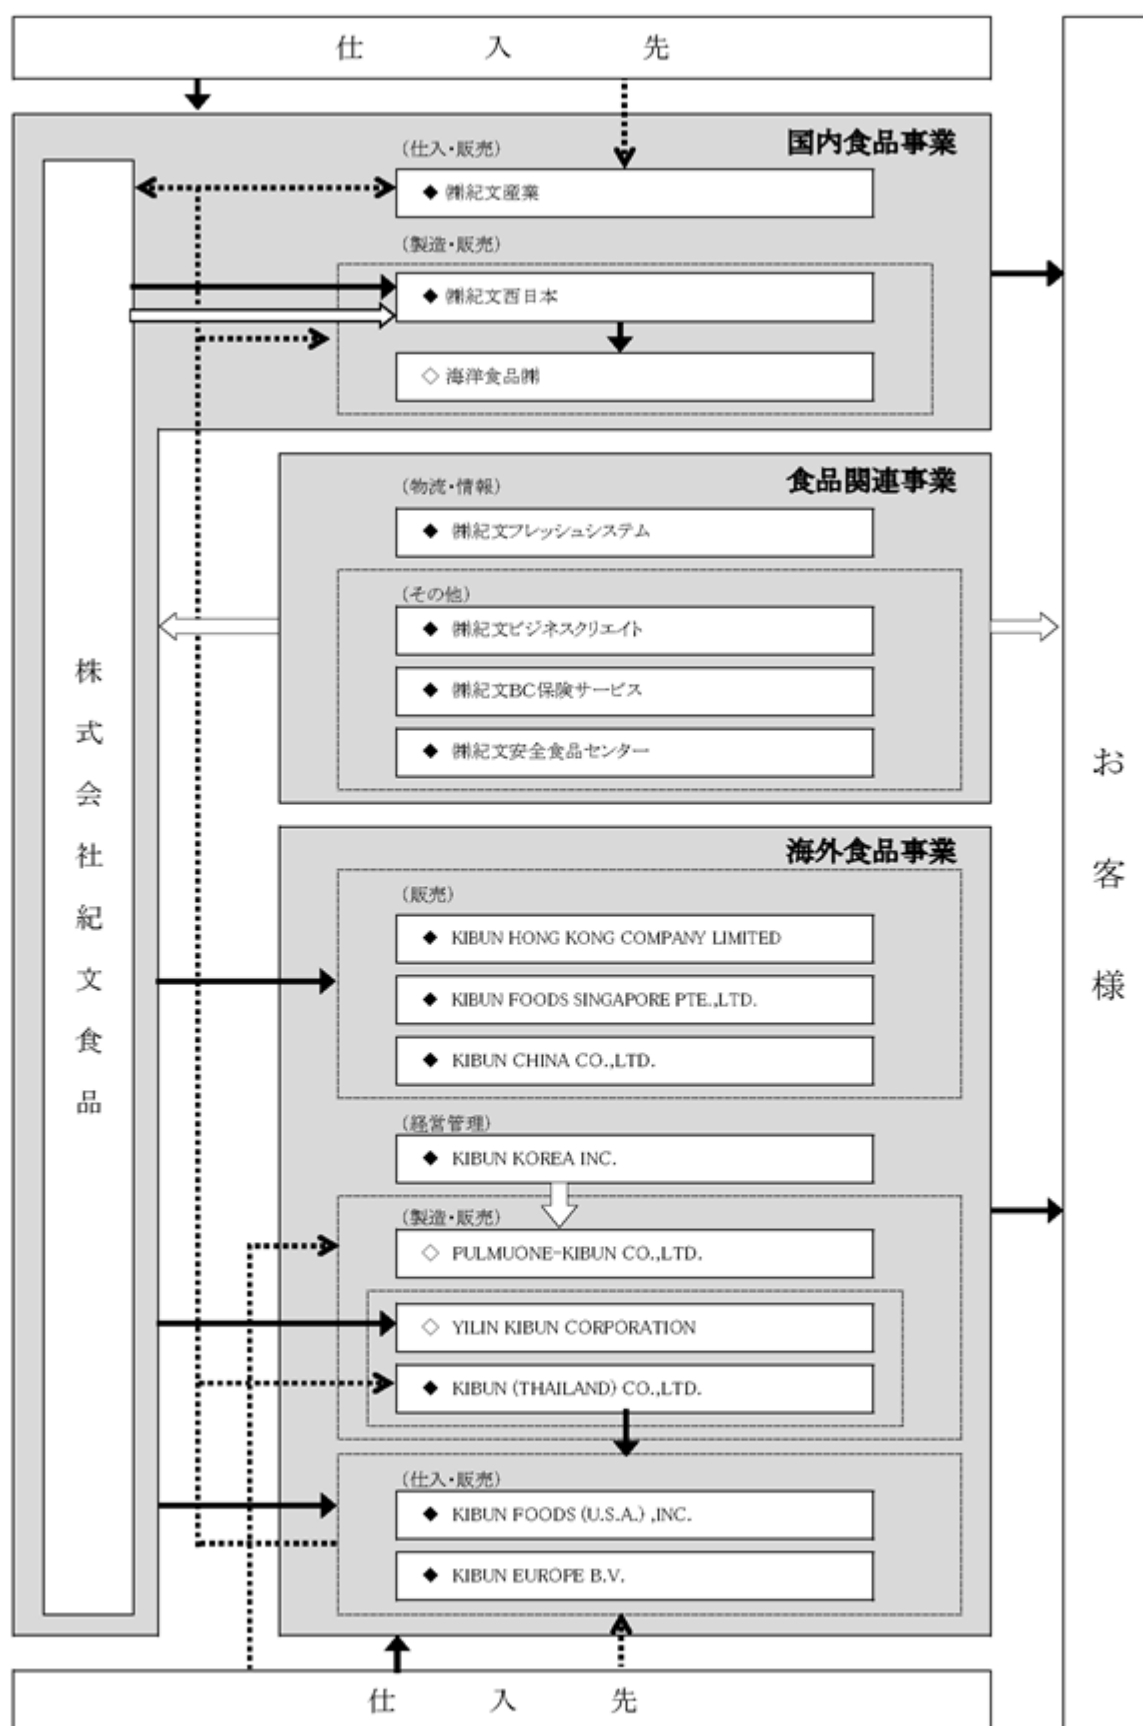 仕入先
国内食品事業
(仕入・販売)
◆ ㈱紀文産業
(製造・販売)
◆ ㈱紀文西日本
◇ 海洋食品㈱
食品関連事業
(物流・情報)
◆ ㈱紀文フレッシュシステム
(その他)
◆ ㈱紀文ビジネスクリエイト
◆ ㈱紀文BC保険サービス
◆ ㈱紀文安全食品センター
株式会社紀文食品
お客様
海外食品事業
(販売)
◆ KIBUN HONG KONG COMPANY LIMITED
◆ KIBUN FOODS SINGAPORE PTE.,LTD.
◆ KIBUN CHINA CO.,LTD.
(経営管理)
◆ KIBUN KOREA INC.
(製造・販売)
◇ PULMUONE-KIBUN CO.,LTD.
◇ YILIN KIBUN CORPORATION
◆ KIBUN (THAILAND) CO.,LTD.
(仕入・販売)
◆ KIBUN FOODS (U.S.A.) ,INC.
◆ KIBUN EUROPE B.V.
仕入先